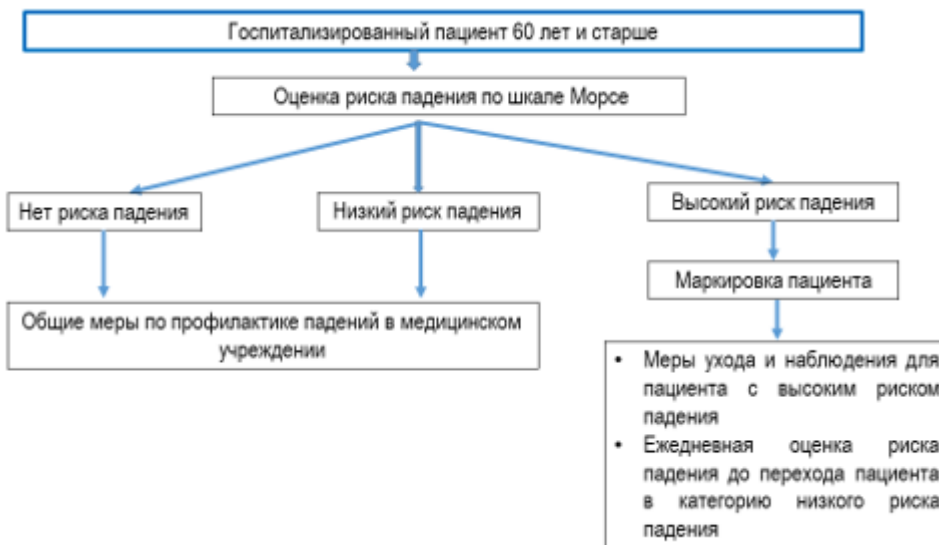 Госпитализированный пациент 60 лет и старше
Оценка риска падения по шкале Морсе
Нет риска падения
Низкий риск падения
Высокий риск падения
Маркировка пациента
Общие меры по профилактике падений в медицинском
учреждении
• Меры ухода и наблюдения для
пациента с высоким риском
падения
• Ежедневная оценка риска
падения до перехода пациента
в категорию низкого риска
падения